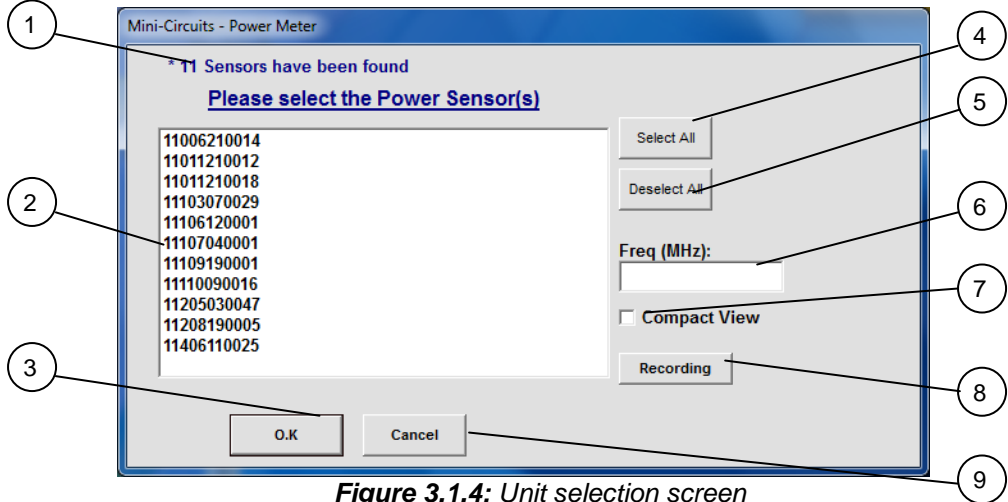 1
Mini-Circuits - Power Meter
4
* 11 Sensors have been found
Please select the Power Sensor(s)
5
11006210014
11011210012
11011210018
11103070029
11106120001
11107040001
11109190001
11110090016
11205030047
11208190005
11406110025
Select All
Deselect All
2
6
Freq (MHz):
7
Compact View
3
Recording
8
O.K
Cancel
9
Figure 3.1.4: Unit selection screen